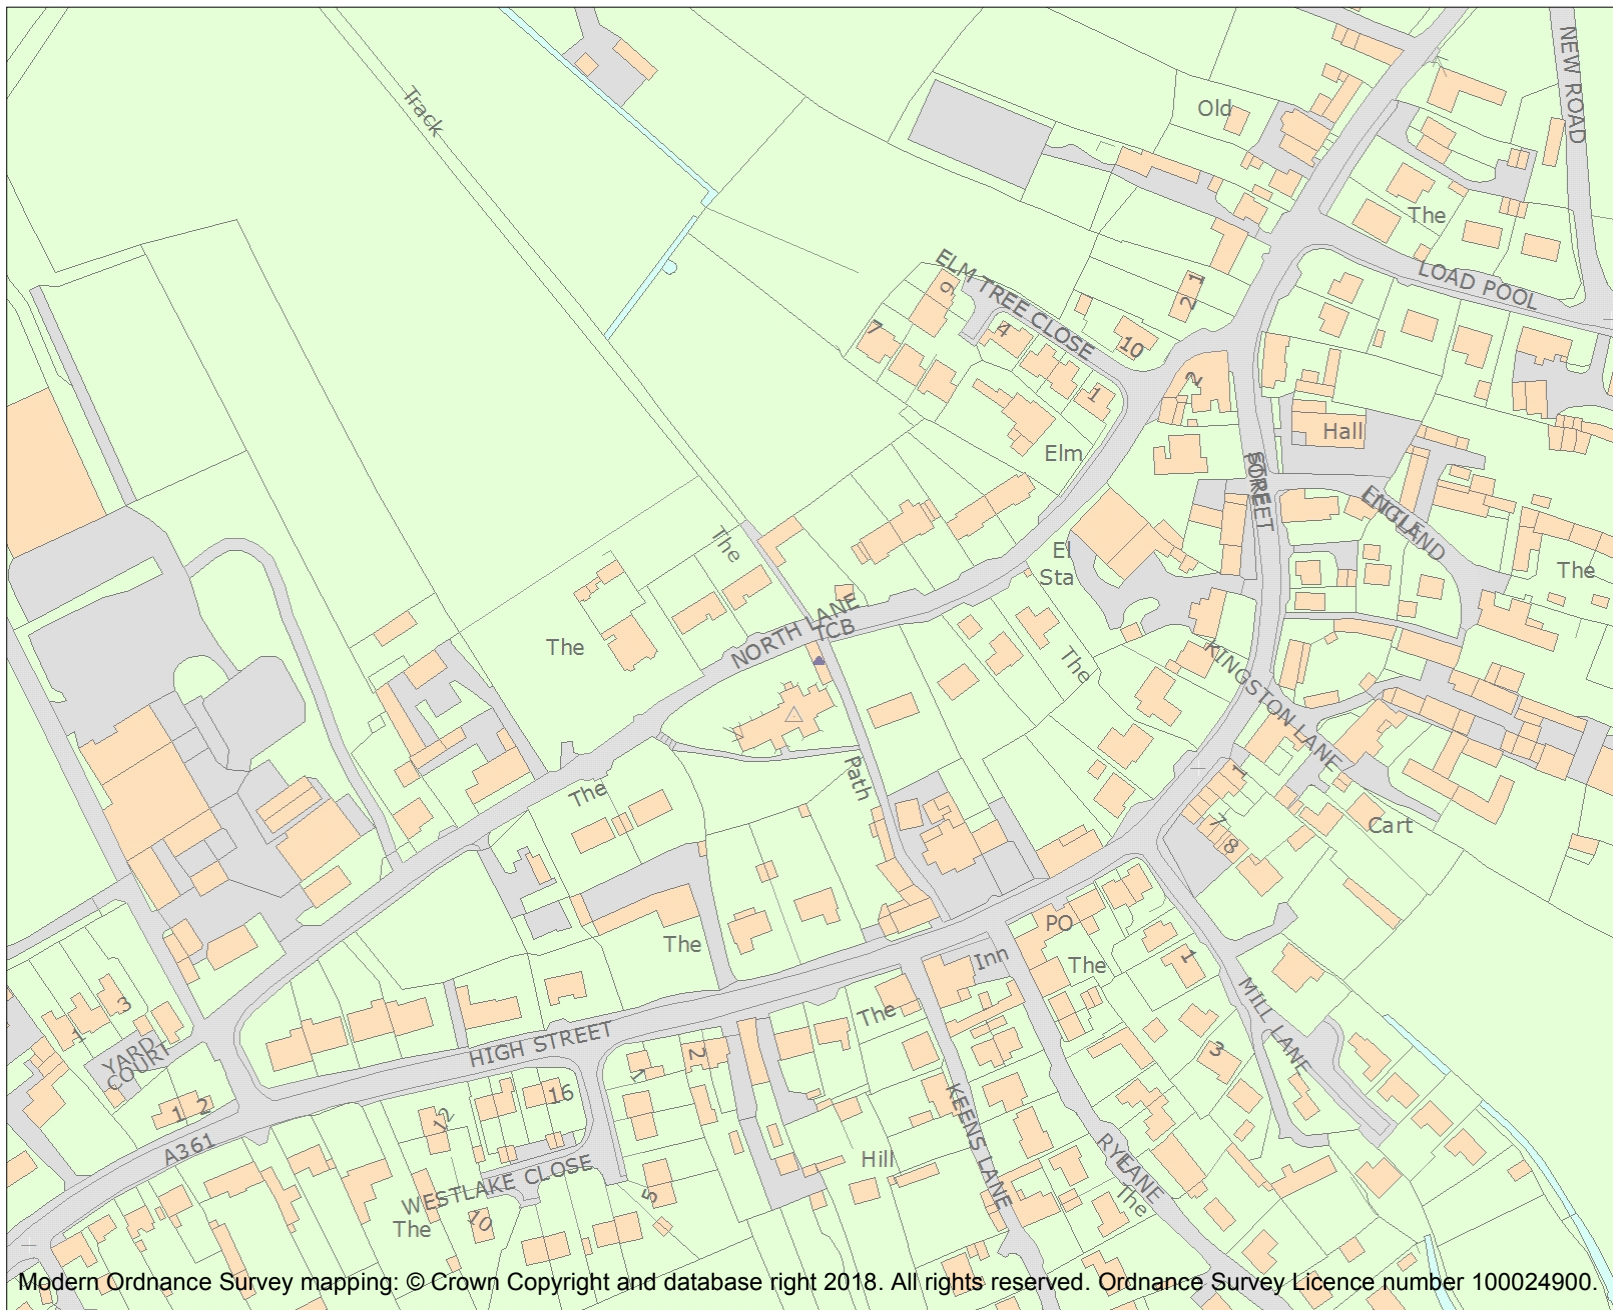 NEW ROAD
Track
Old
The
LOAD POOL
ELM TREE CLOSE
9
7
4
10
1
2
1
2
Hall
Elm
STREET
ENGLAND
The
The
El
Sta
NORTH LANE
TCB
The
The
KINGSTON LANE
Path
The
1
7
8
Cart
PO
The
The
Inn
1
MILL LANE
3
1
YARD
COURT
The
HIGH STREET
2
1
3
16
12
1 2
A361
KEENS LANE
Hill
RYE
LANE
The
WESTLAKE CLOSE
5
The
10
Modern Ordnance Survey mapping: © Crown Copyright and database right 2018. All rights reserved. Ordnance Survey Licence number 100024900.